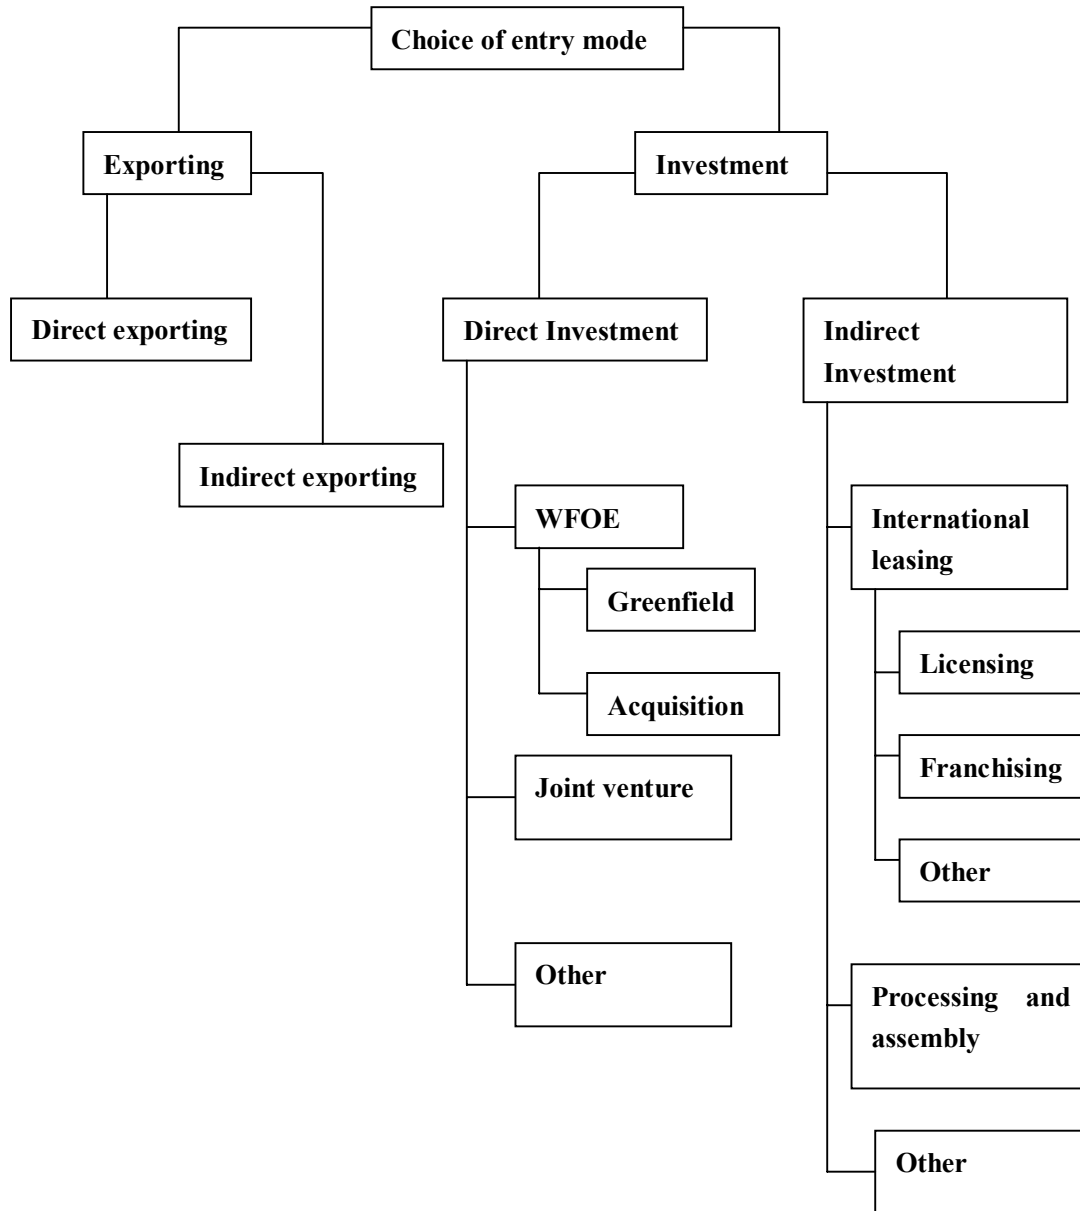 Choice of entry mode
Exporting
Investment
Direct exporting
Direct Investment
Indirect
Investment
Indirect exporting
WFOE
International
leasing
Greenfield
Licensing
Acquisition
Franchising
Joint venture
Other
Other
Processing and
assembly
Other